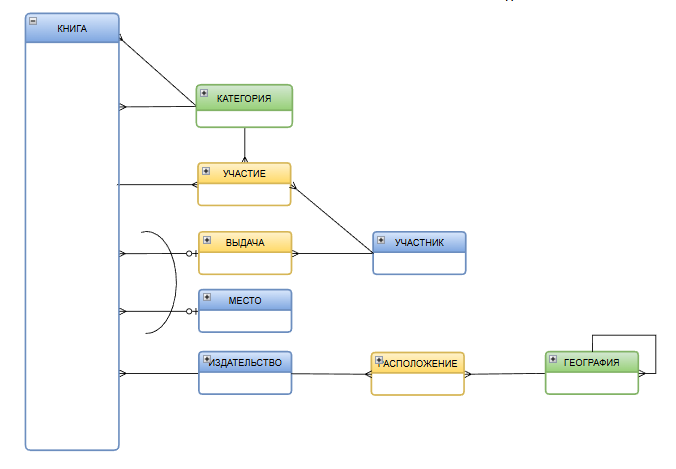 КНИГА
КАТЕГОРИЯ
УЧАСТИЕ
ВЫДАЧА
УЧАСТНИК
МЕСТО
ИЗДАТЕЛЬСТВО
РАСПОЛОЖЕНИЕ
ГЕОГРАФИЯ